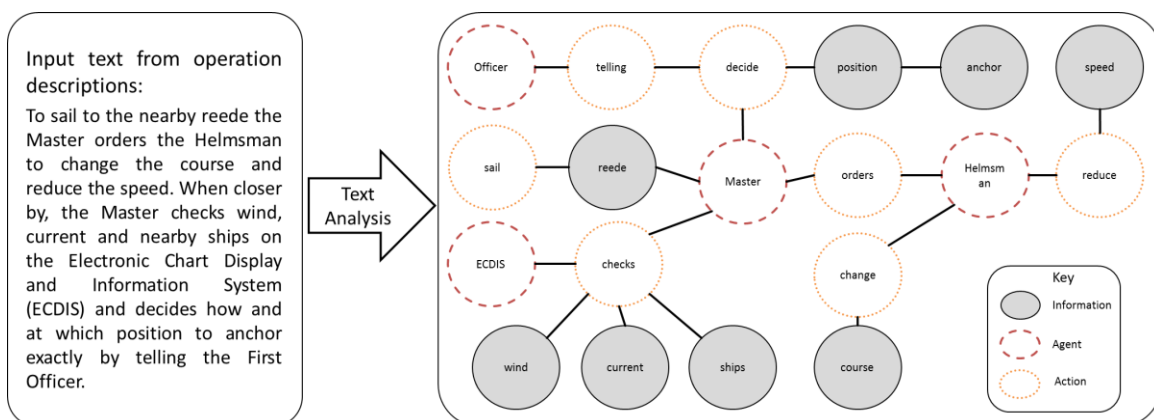 Input text from operation
descriptions:
To sail to the nearby reede the
Master orders the Helmsman
to change the course and
reduce the speed. When closer
by, the Master checks wind,
current and nearby ships on
the Electronic Chart Display
and Information System
(ECDIS) and decides how and
at which position to anchor
exactly by telling the First
Officer.
Text
Analysis
Officer
telling
decide
position
anchor
speed
sail
reede
Master
orders
Helmsm
an
reduce
ECDIS
checks
change
wind
current
ships
course
Key
Information
Agent
Action